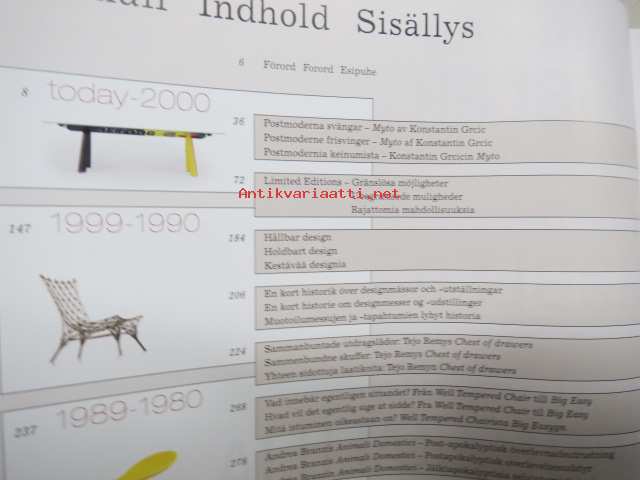 Indhold Sisällys
6 Förord Forord Esipuhe
8 today-2000
36 Postmoderna svängar – Myto av Konstantin Grcic
Postmoderne frisvinger – Myto af Konstantin Grcic
Postmodernia keinumista – Konstantin Grcicin Myto
72 Limited Editions – Gränslösa möjligheter
muligheder
Rajattomia mahdollisuuksia
Antikvariaatti.net
147 1999-1990
184 Hållbar design
Holdbart design
Kestävää designia
206 En kort historik över designmässor och -utställningar
En kort historie om designmesser og -udstillinger
Muotoilumessujen ja -tapahtumien lyhyt historia
224 Sammanbuntade utdragslådor: Tejo Remys Chest of drawers
Sammenbundne skuffer: Tejo Remys Chest of drawers
Yhteen sidottuja laatikoita: Tejo Remyn Chest of drawers
237 1989-1980
268 Vad innebär egentligen sittandet? Från Well Tempered Chair till Big Easy
Hvad vil det egentlig sige at sidde? Fra Well Tempered Chair till Big Easy
Mitä istuminen oikeastaan on? Well Tempered Chairista Big Easyyn
278 Andrea Branzis Animali Domestici – Post-apokalyptisk överlevnadsutrustning
Andrea Branzis Animali Domestici – Postapokalyptisk overlevelsesudstyr
Andrea Branzin Animali Domestici